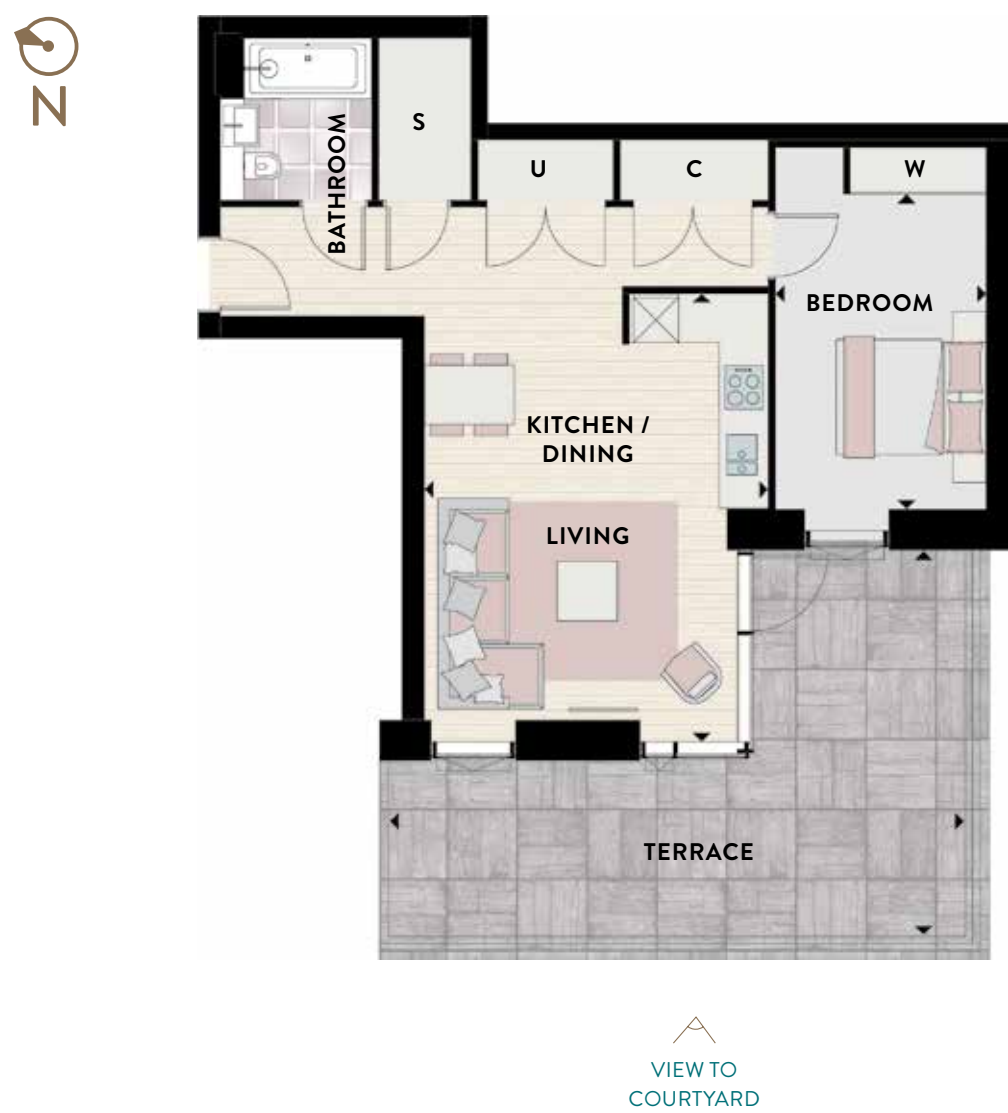 N
BATHROOM
S
U
C
W
BEDROOM
KITCHEN /
DINING
LIVING
TERRACE
VIEW TO
COURTYARD